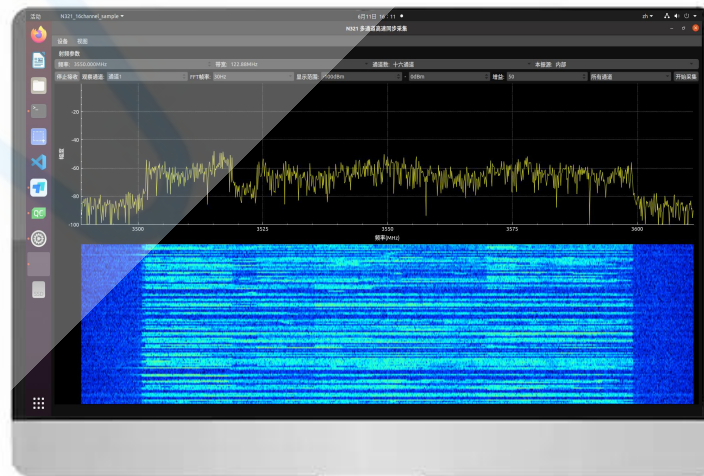 活动 N321_16channel_sample 6月11日 16：11 zh
N321 多通道高速同步采集
设备 视图
射频参数
频率: 3550.000MHz 带宽: 122.88MHz 通道数: 十六通道 本振源: 内部
停止接收 观察通道: 通道1 FFT帧率: 30Hz 显示范围: -100dBm - 0dBm 增益: 50 所有通道 开始采集
-20
-40
幅度
-60
-80
-100
3500 3525 3550 3575 3600
频率(MHz)